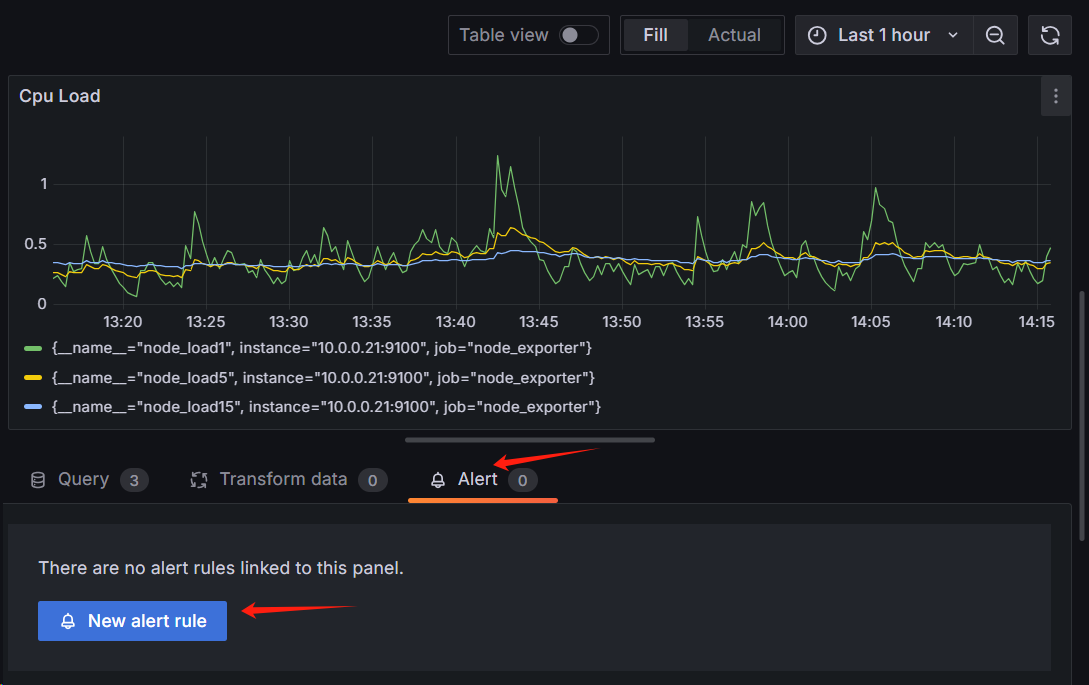 Table view Fill Actual Last 1 hour
Cpu Load
1
0.5
0
13:20 13:25 13:30 13:35 13:40 13:45 13:50 13:55 14:00 14:05 14:10 14:15
{__name__="node_load1", instance="10.0.0.21:9100", job="node_exporter"}
{__name__="node_load5", instance="10.0.0.21:9100", job="node_exporter"}
{__name__="node_load15", instance="10.0.0.21:9100", job="node_exporter"}
Query 3 Transform data 0 Alert 0
There are no alert rules linked to this panel.
New alert rule